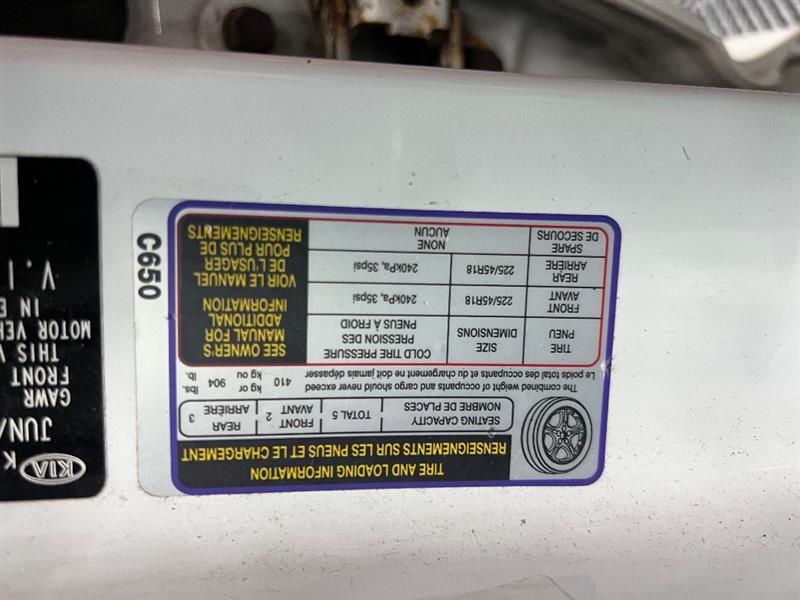 TIRE AND LOADING INFORMATION
RENSEIGNEMENTS SUR LES PNEUS ET LE CHARGEMENT
SEATING CAPACITY
NOMBRE DE PLACES
TOTAL 5
FRONT
AVANT
2
REAR
ARRIÈRE
3
The combined weight of occupants and cargo should never exceed
Le poids total des occupants et du chargement ne doit jamais dépasser
410 kg or kg ou 904 lbs. lb.
TIRE
PNEU
SIZE
DIMENSIONS
COLD TIRE PRESSURE
PRESSION DES
PNEUS À FROID
FRONT
AVANT
225/45R18
240kPa, 35psi
REAR
ARRIÈRE
225/45R18
240kPa, 35psi
SPARE
DE SECOURS
NONE
AUCUN
SEE OWNER'S
MANUAL FOR
ADDITIONAL
INFORMATION
VOIR LE MANUEL
DE L'USAGER
POUR PLUS DE
RENSEIGNEMENTS
C650
KIA
K
JUN/
GAWR
FRONT
THIS V
MOTOR VEH
IN E
V.I